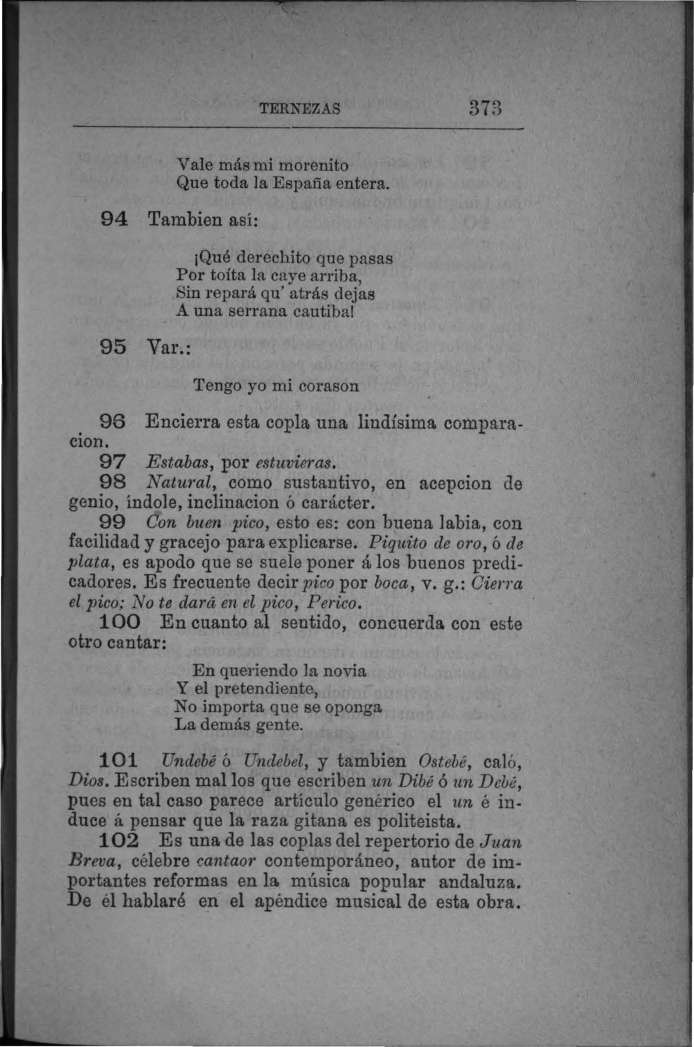 TERNEZAS 373
Vale más mi morenito
Que toda la España entera.
94 Tambien así:
¡Qué derechito que pasas
Por toíta la caye arriba,
Sin repará qu' atrás dejas
A una serrana cautiba!
95 Var.:
Tengo yo mi corason
96 Encierra esta copla una lindísima compara-
cion.
97 Estabas, por estuvieras.
98 Natural, como sustantivo, en acepcion de
genio, índole, inclinacion ó carácter.
99 Con buen pico, esto es: con buena labia, con
facilidad y gracejo para explicarse. Piquito de oro, ó de
plata, es apodo que se suele poner á los buenos predi-
cadores. Es frecuente decir pico por boca, v. g.: Cierra
el pico; No te dará en el pico, Perico.
100 En cuanto al sentido, concuerda con este
otro cantar:
En queriendo la novia
Y el pretendiente,
No importa que se oponga
La demás gente.
101 Undebé ó Undebel, y tambien Ostebé, caló,
Dios. Escriben mal los que escriben un Dibé ó un Debé,
pues en tal caso parece artículo genérico el un é in-
duce á pensar que la raza gitana es politeista.
102 Es una de las coplas del repertorio de Juan
Breva, célebre cantaor contemporáneo, autor de im-
portantes reformas en la música popular andaluza.
De él hablaré en el apéndice musical de esta obra.